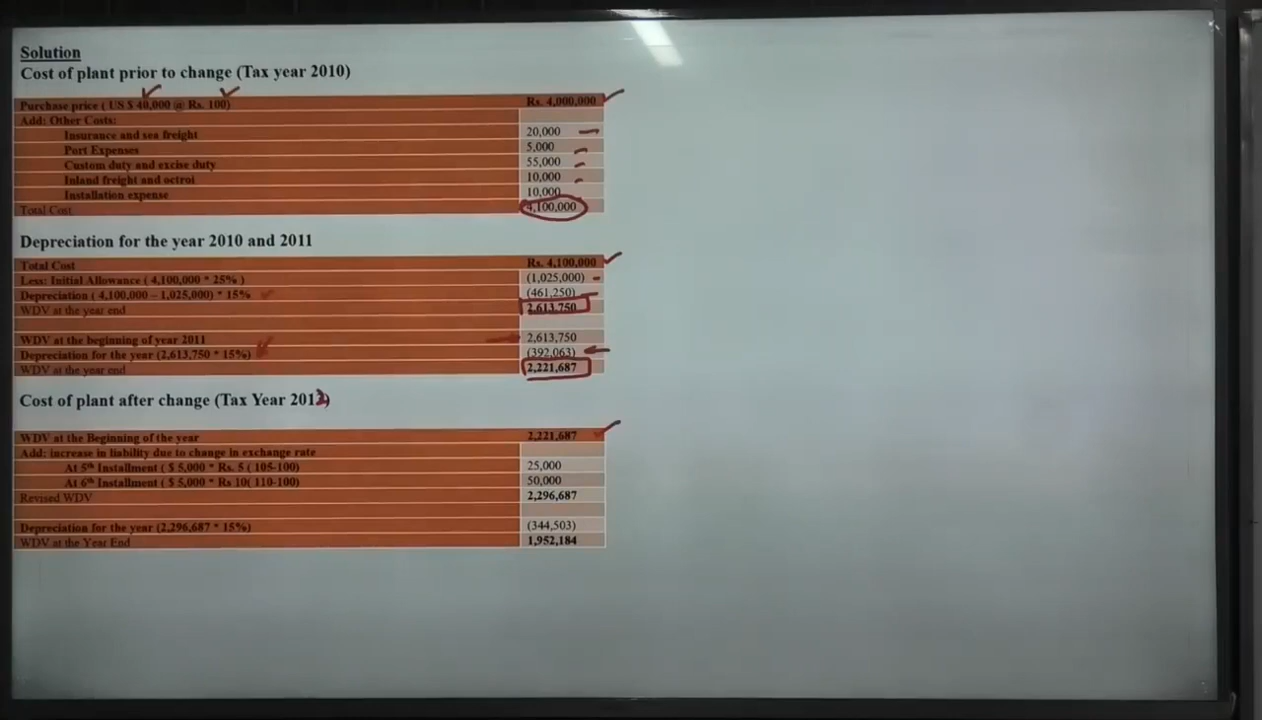 Solution
Cost of plant prior to change (Tax year 2010)
Purchase price ( US $ 40,000 @ Rs. 100) Rs. 4,000,000
Add: Other Costs:
Insurance and sea freight 20,000
Port Expenses 5,000
Custom duty and excise duty 55,000
Inland freight and octroi 10,000
Installation expense 10,000
Total Cost 4,100,000
Depreciation for the year 2010 and 2011
Total Cost Rs. 4,100,000
Less: Initial Allowance ( 4,100,000 * 25% ) (1,025,000)
Depreciation ( 4,100,000 – 1,025,000) * 15% (461,250)
WDV at the year end 2,613,750
WDV at the beginning of year 2011 2,613,750
Depreciation for the year (2,613,750 * 15%) (392,063)
WDV at the year end 2,221,687
Cost of plant after change (Tax Year 2012)
WDV at the Beginning of the year 2,221,687
Add: increase in liability due to change in exchange rate
At 5th Installment ( $ 5,000 * Rs. 5 ( 105-100) 25,000
At 6th Installment ( $ 5,000 * Rs 10( 110-100) 50,000
Revised WDV 2,296,687
Depreciation for the year (2,296,687 * 15%) (344,503)
WDV at the Year End 1,952,184